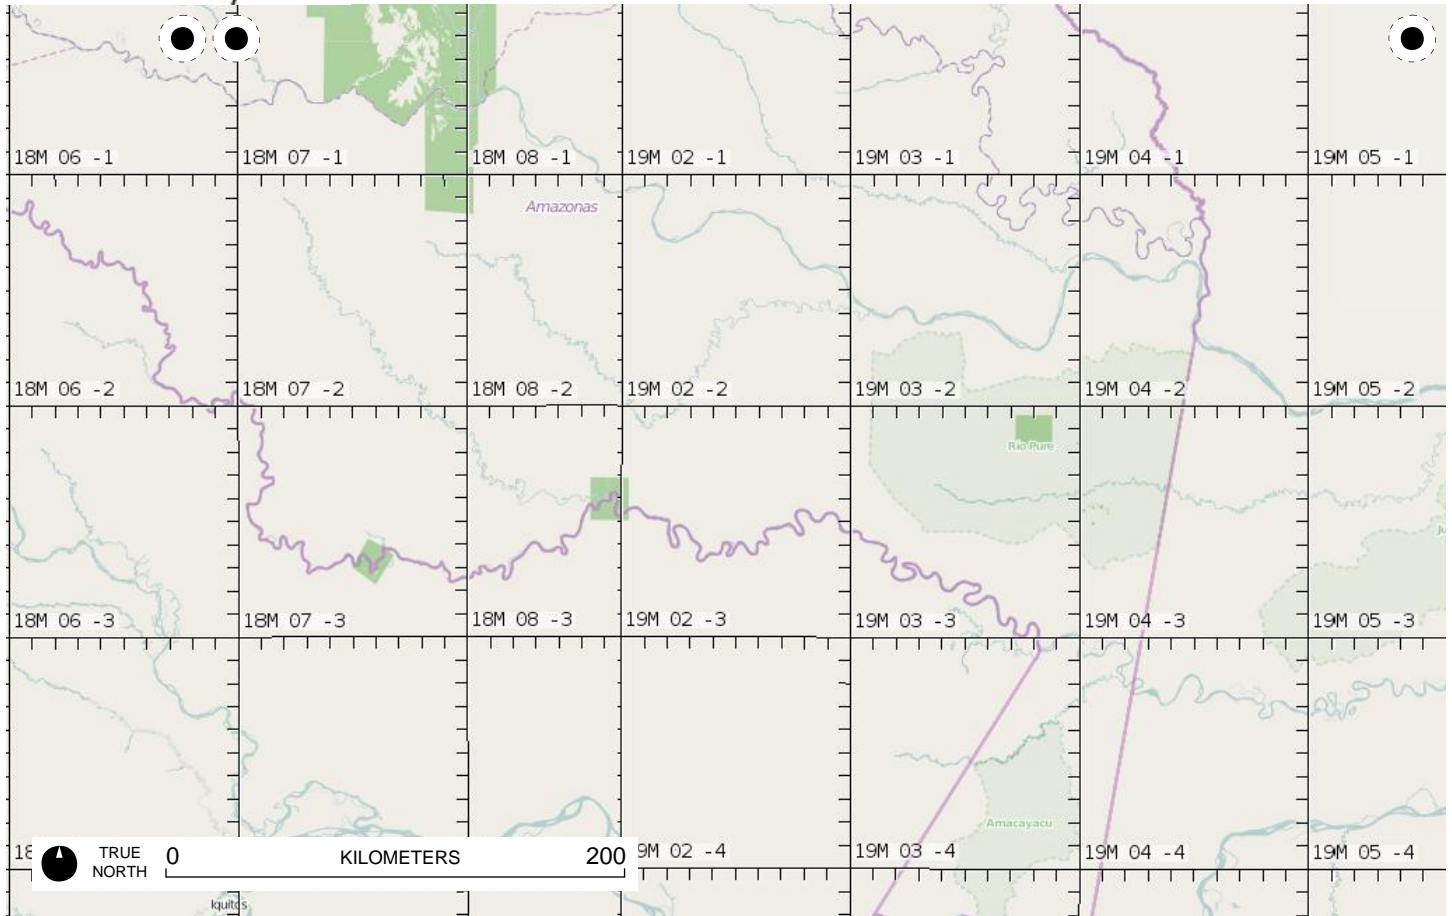 18M 06 -1
18M 07 -1
18M 08 -1
19M 02 -1
19M 03 -1
19M 04 -1
19M 05 -1
Amazonas
18M 06 -2
18M 07 -2
18M 08 -2
19M 02 -2
19M 03 -2
19M 04 -2
19M 05 -2
Río Puré
18M 06 -3
18M 07 -3
18M 08 -3
19M 02 -3
19M 03 -3
19M 04 -3
19M 05 -3
Amacayacu
9M 02 -4
19M 03 -4
19M 04 -4
19M 05 -4
TRUE
NORTH
0 KILOMETERS 200
Iquitos